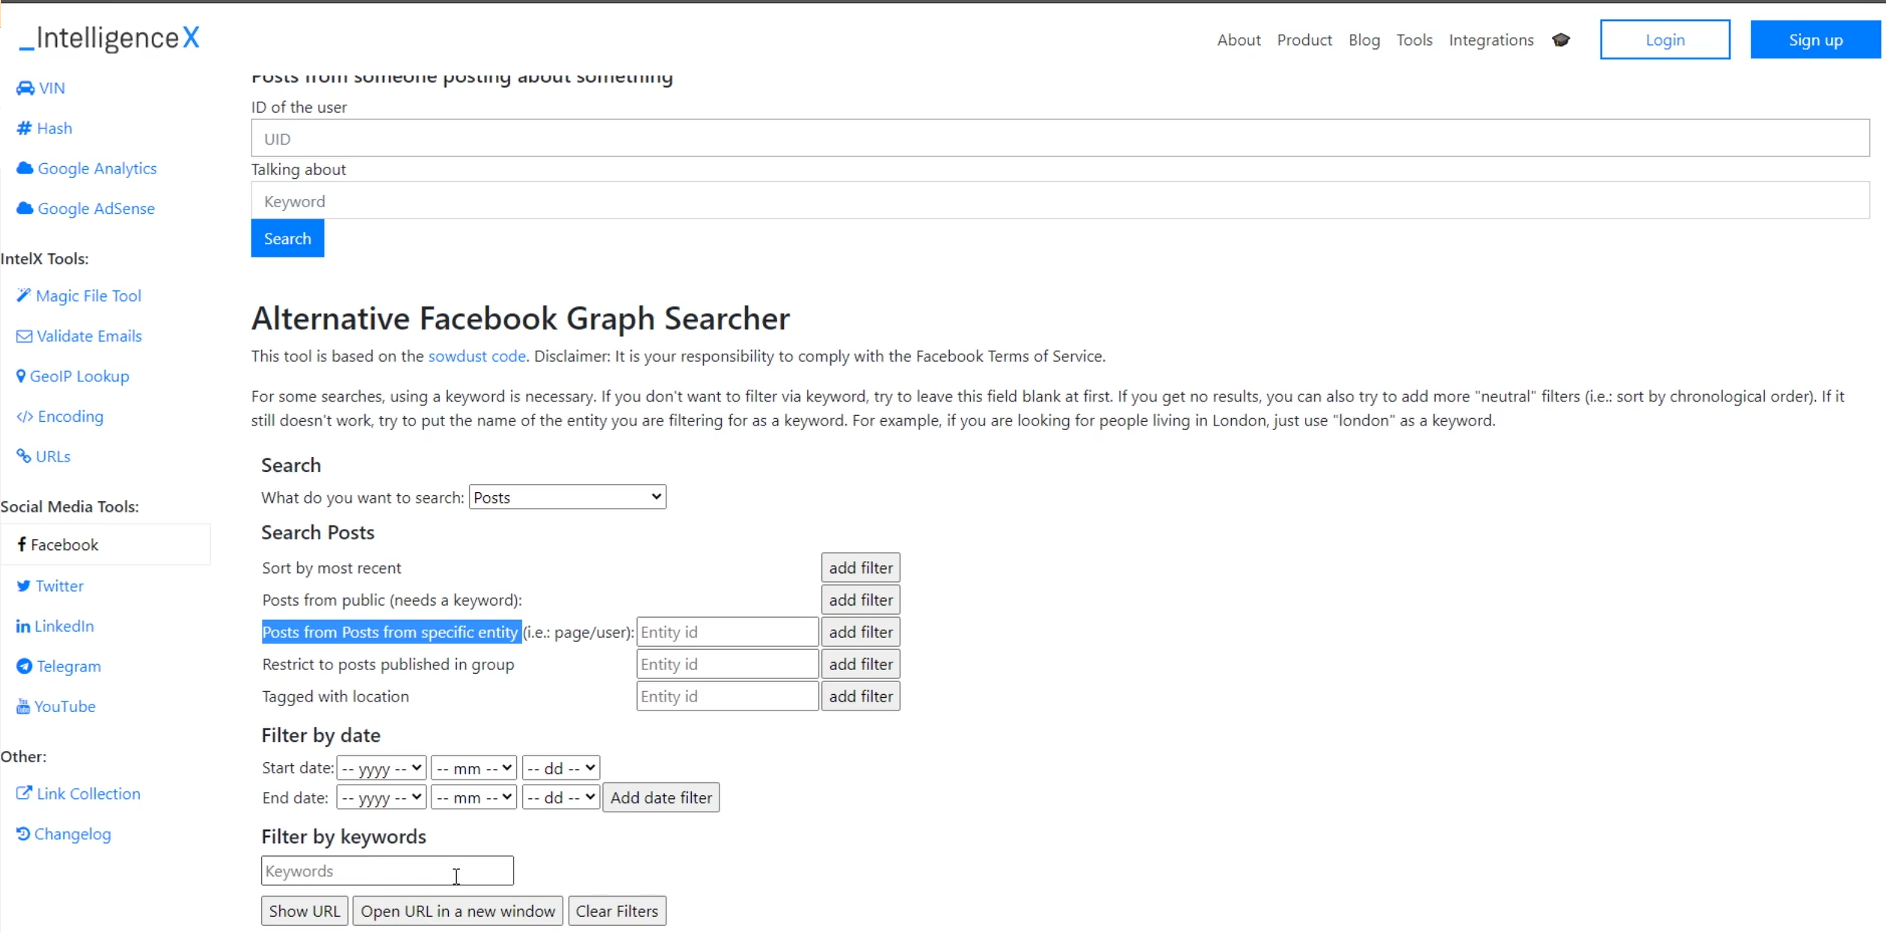 _IntelligenceX
About Product Blog Tools Integrations Login Sign up
VIN
Hash
Google Analytics
Google AdSense
IntelX Tools:
Magic File Tool
Validate Emails
GeoIP Lookup
</> Encoding
URLs
Social Media Tools:
Facebook
Twitter
LinkedIn
Telegram
YouTube
Other:
Link Collection
Changelog
Posts from someone posting about something
ID of the user
UID
Talking about
Keyword
Search
Alternative Facebook Graph Searcher
This tool is based on the sowdust code. Disclaimer: It is your responsibility to comply with the Facebook Terms of Service.
For some searches, using a keyword is necessary. If you don't want to filter via keyword, try to leave this field blank at first. If you get no results, you can also try to add more "neutral" filters (i.e.: sort by chronological order). If it
still doesn't work, try to put the name of the entity you are filtering for as a keyword. For example, if you are looking for people living in London, just use "london" as a keyword.
Search
What do you want to search: Posts
Search Posts
Sort by most recent add filter
Posts from public (needs a keyword): add filter
Posts from Posts from specific entity (i.e.: page/user): Entity id add filter
Restrict to posts published in group Entity id add filter
Tagged with location Entity id add filter
Filter by date
Start date: -- yyyy -- -- mm -- -- dd --
End date: -- yyyy -- -- mm -- -- dd -- Add date filter
Filter by keywords
Keywords
Show URL Open URL in a new window Clear Filters